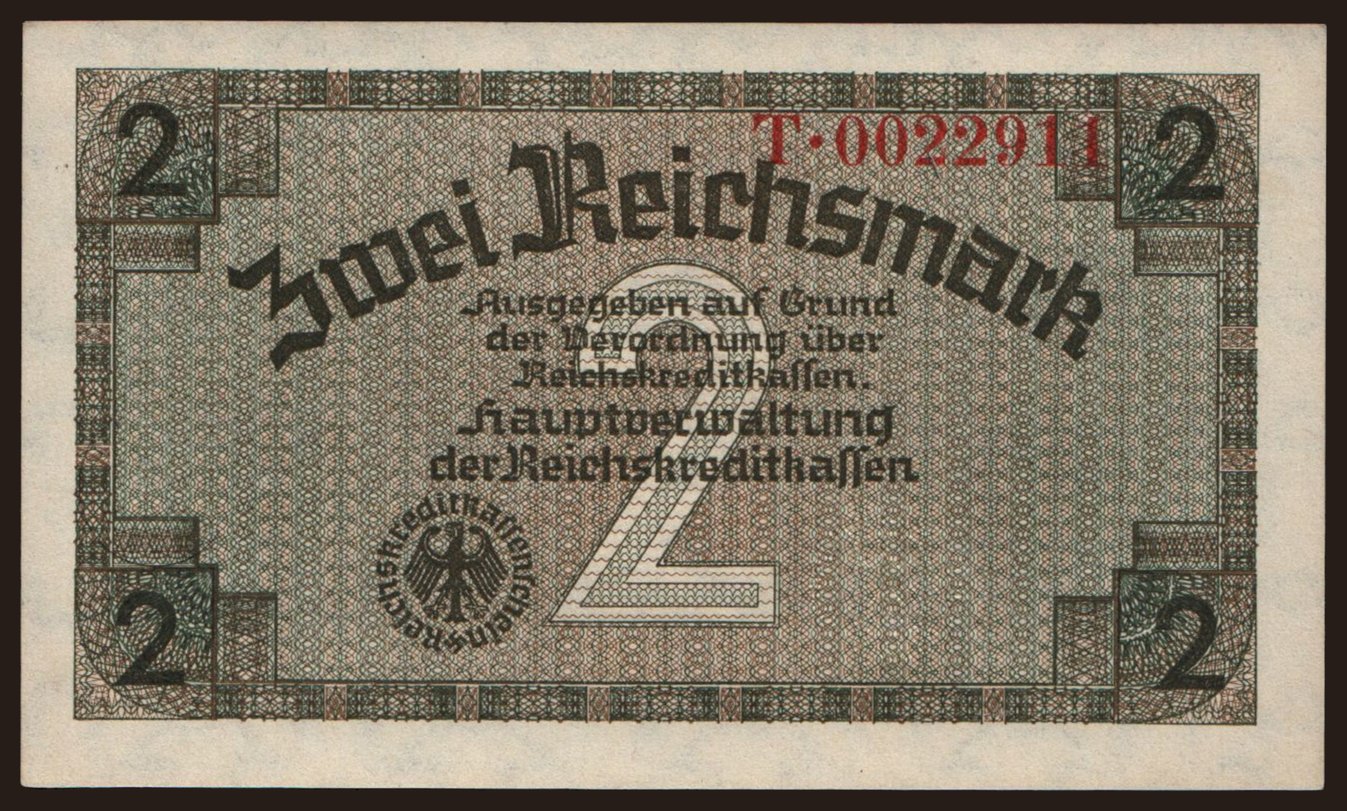 2
T·0022911
2
Zwei Reichsmark
Ausgegeben auf Grund
der Verordnung über
Reichskreditkassen.
Hauptverwaltung
der Reichskreditkassen
2
Reichskreditkassenschein
2
2